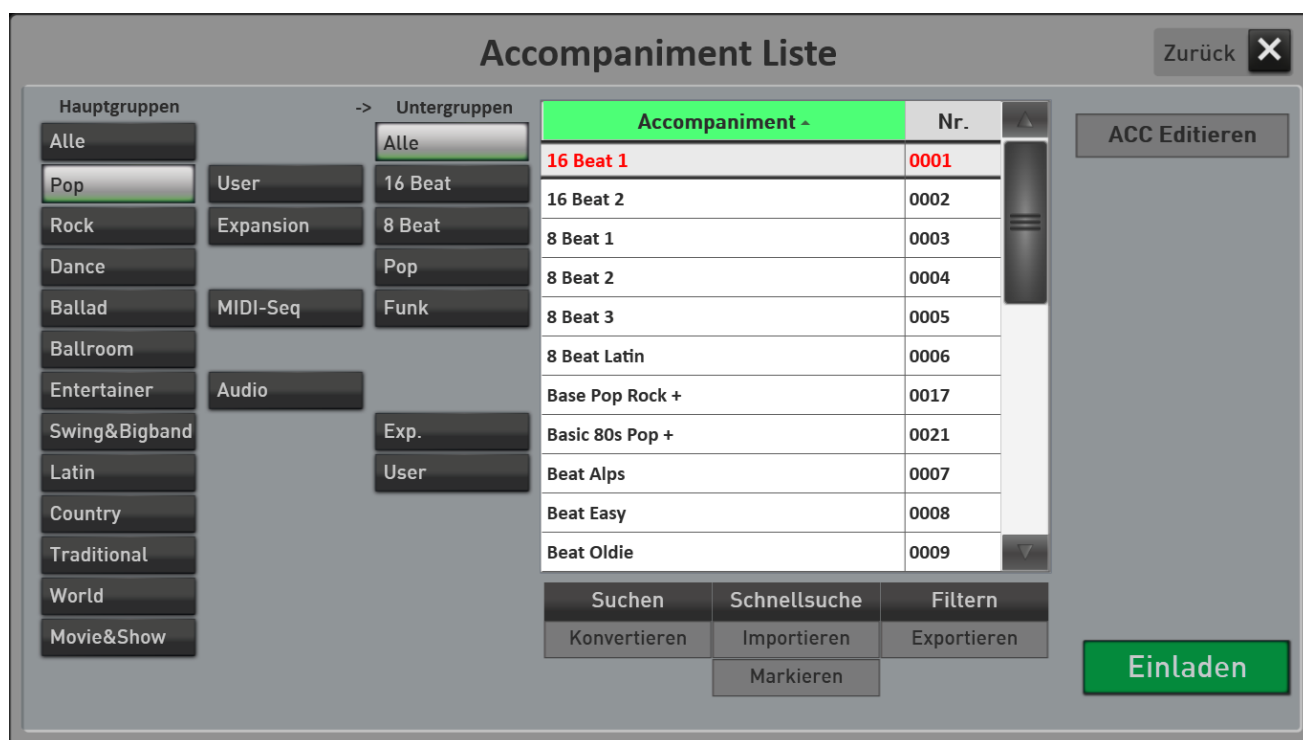 Accompaniment Liste
Zurück
Hauptgruppen -> Untergruppen
Alle
Pop
Rock
Dance
Ballad
Ballroom
Entertainer
Swing&Bigband
Latin
Country
Traditional
World
Movie&Show
User
Expansion
MIDI-Seq
Audio
Alle
16 Beat
8 Beat
Pop
Funk
Exp.
User
Accompaniment Nr.
16 Beat 1 0001
16 Beat 2 0002
8 Beat 1 0003
8 Beat 2 0004
8 Beat 3 0005
8 Beat Latin 0006
Base Pop Rock + 0017
Basic 80s Pop + 0021
Beat Alps 0007
Beat Easy 0008
Beat Oldie 0009
Suchen Schnellsuche Filtern
Konvertieren Importieren Exportieren
Markieren
ACC Editieren
Einladen